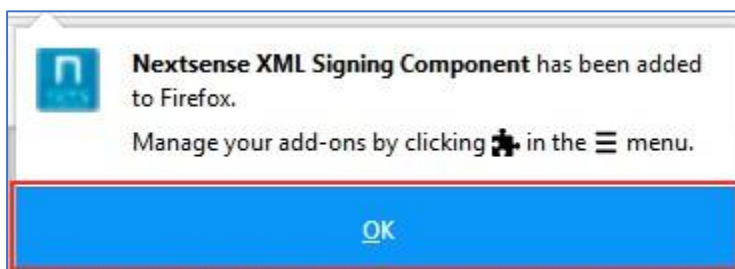 Nextsense XML Signing Component has been added
to Firefox.
Manage your add-ons by clicking in the menu.
OK